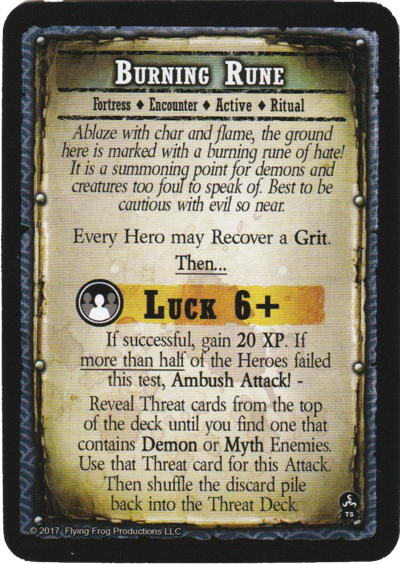 Burning Rune
Fortress ♦ Encounter ♦ Active ♦ Ritual
Ablaze with char and flame, the ground
here is marked with a burning rune of hate!
It is a summoning point for demons and
creatures too foul to speak of. Best to be
cautious with evil so near.
Every Hero may Recover a Grit.
Then...
Luck 6+
If successful, gain 20 XP. If
more than half of the Heroes failed
this test, Ambush Attack! -
Reveal Threat cards from the top
of the deck until you find one that
contains Demon or Myth Enemies.
Use that Threat card for this Attack.
Then shuffle the discard pile
back into the Threat Deck.
© 2017 Flying Frog Productions LLC
TS